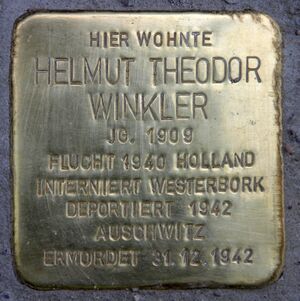 HIER WOHNTE
HELMUT THEODOR
WINKLER
JG. 1909
FLUCHT 1940 HOLLAND
INTERNIERT WESTERBORK
DEPORTIERT 1942
AUSCHWITZ
ERMORDET 31.12.1942